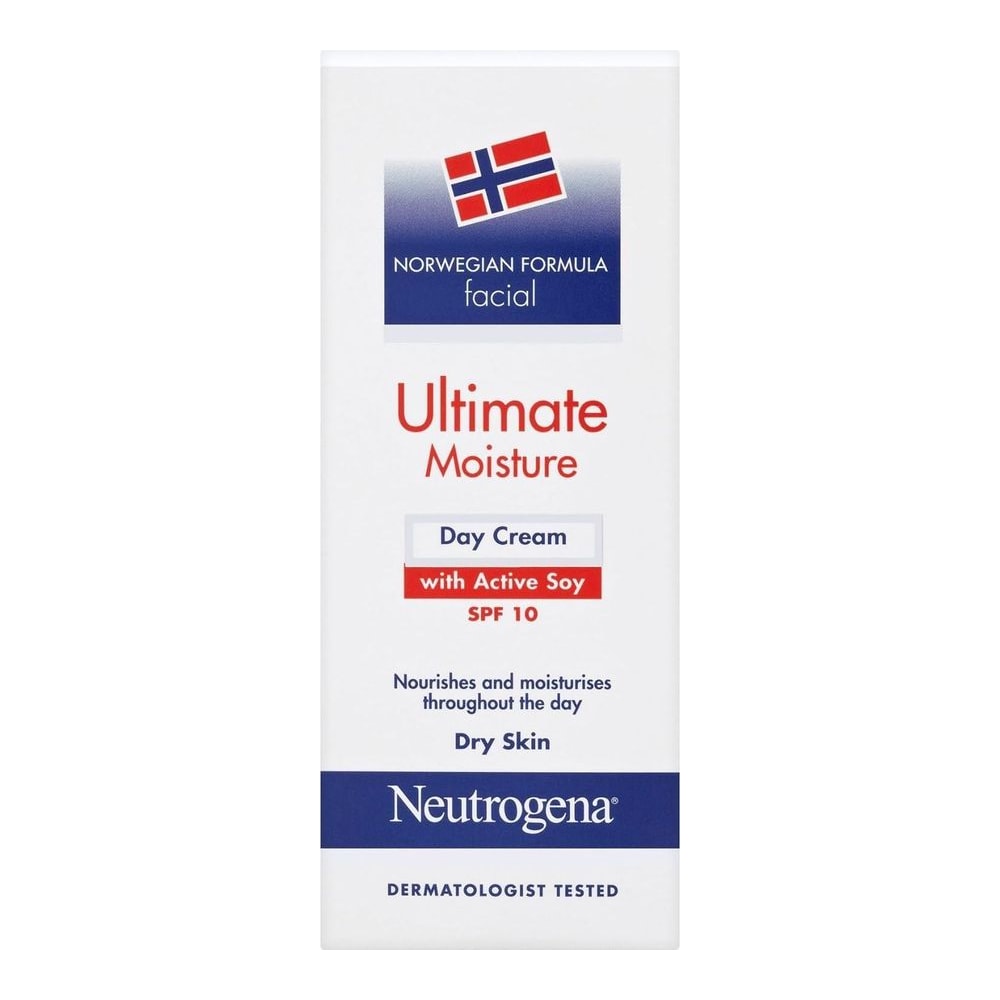 NORWEGIAN FORMULA
facial
Ultimate
Moisture
Day Cream
with Active Soy
SPF 10
Nourishes and moisturises
throughout the day
Dry Skin
Neutrogena®
DERMATOLOGIST TESTED